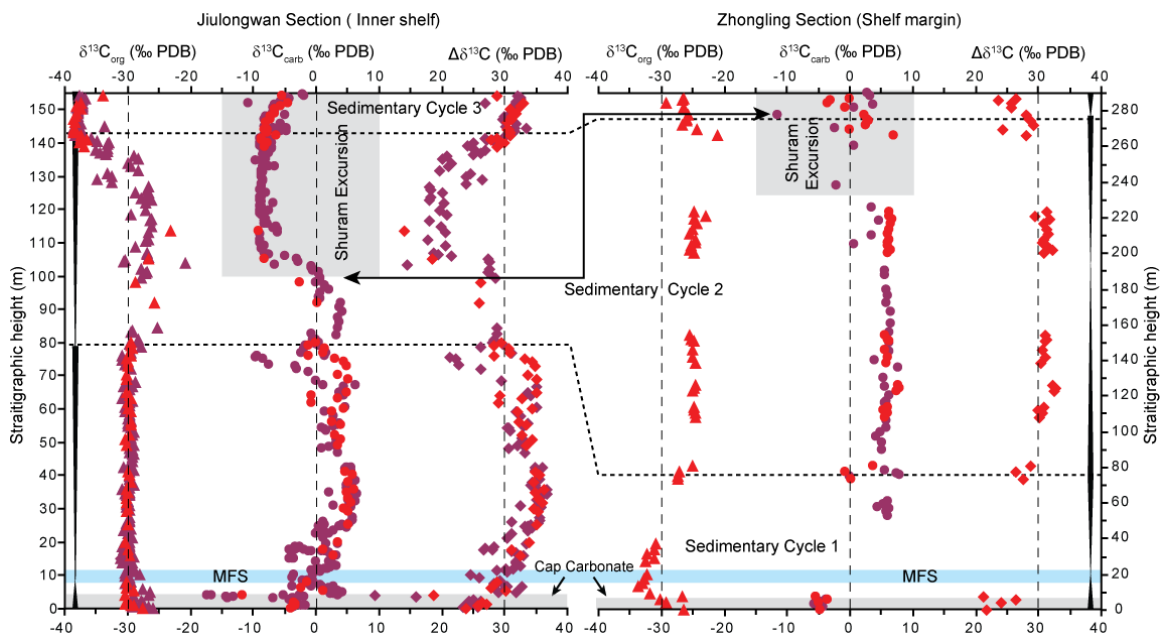 Jiulongwan Section ( Inner shelf)
Zhongling Section (Shelf margin)
δ13Corg (‰ PDB)
δ13Ccarb (‰ PDB)
Δδ13C (‰ PDB)
δ13Corg (‰ PDB)
δ13Ccarb (‰ PDB)
Δδ13C (‰ PDB)
-40 -30 -20 -10 0 10 20 30 40
-40 -30 -20 -10 0 10 20 30 40
Straitigraphic height (m)
150
140
130
120
110
100
90
80
70
60
50
40
30
20
10
0
Sedimentary Cycle 3
Shuram Excursion
Shuram
Excursion
Sedimentary Cycle 2
Sedimentary Cycle 1
Cap Carbonate
MFS
MFS
280
260
240
220
200
180
160
140
120
100
80
60
40
20
0
Straitigraphic height (m)
-40 -30 -20 -10 0 10 20 30 40
-40 -30 -20 -10 0 10 20 30 40